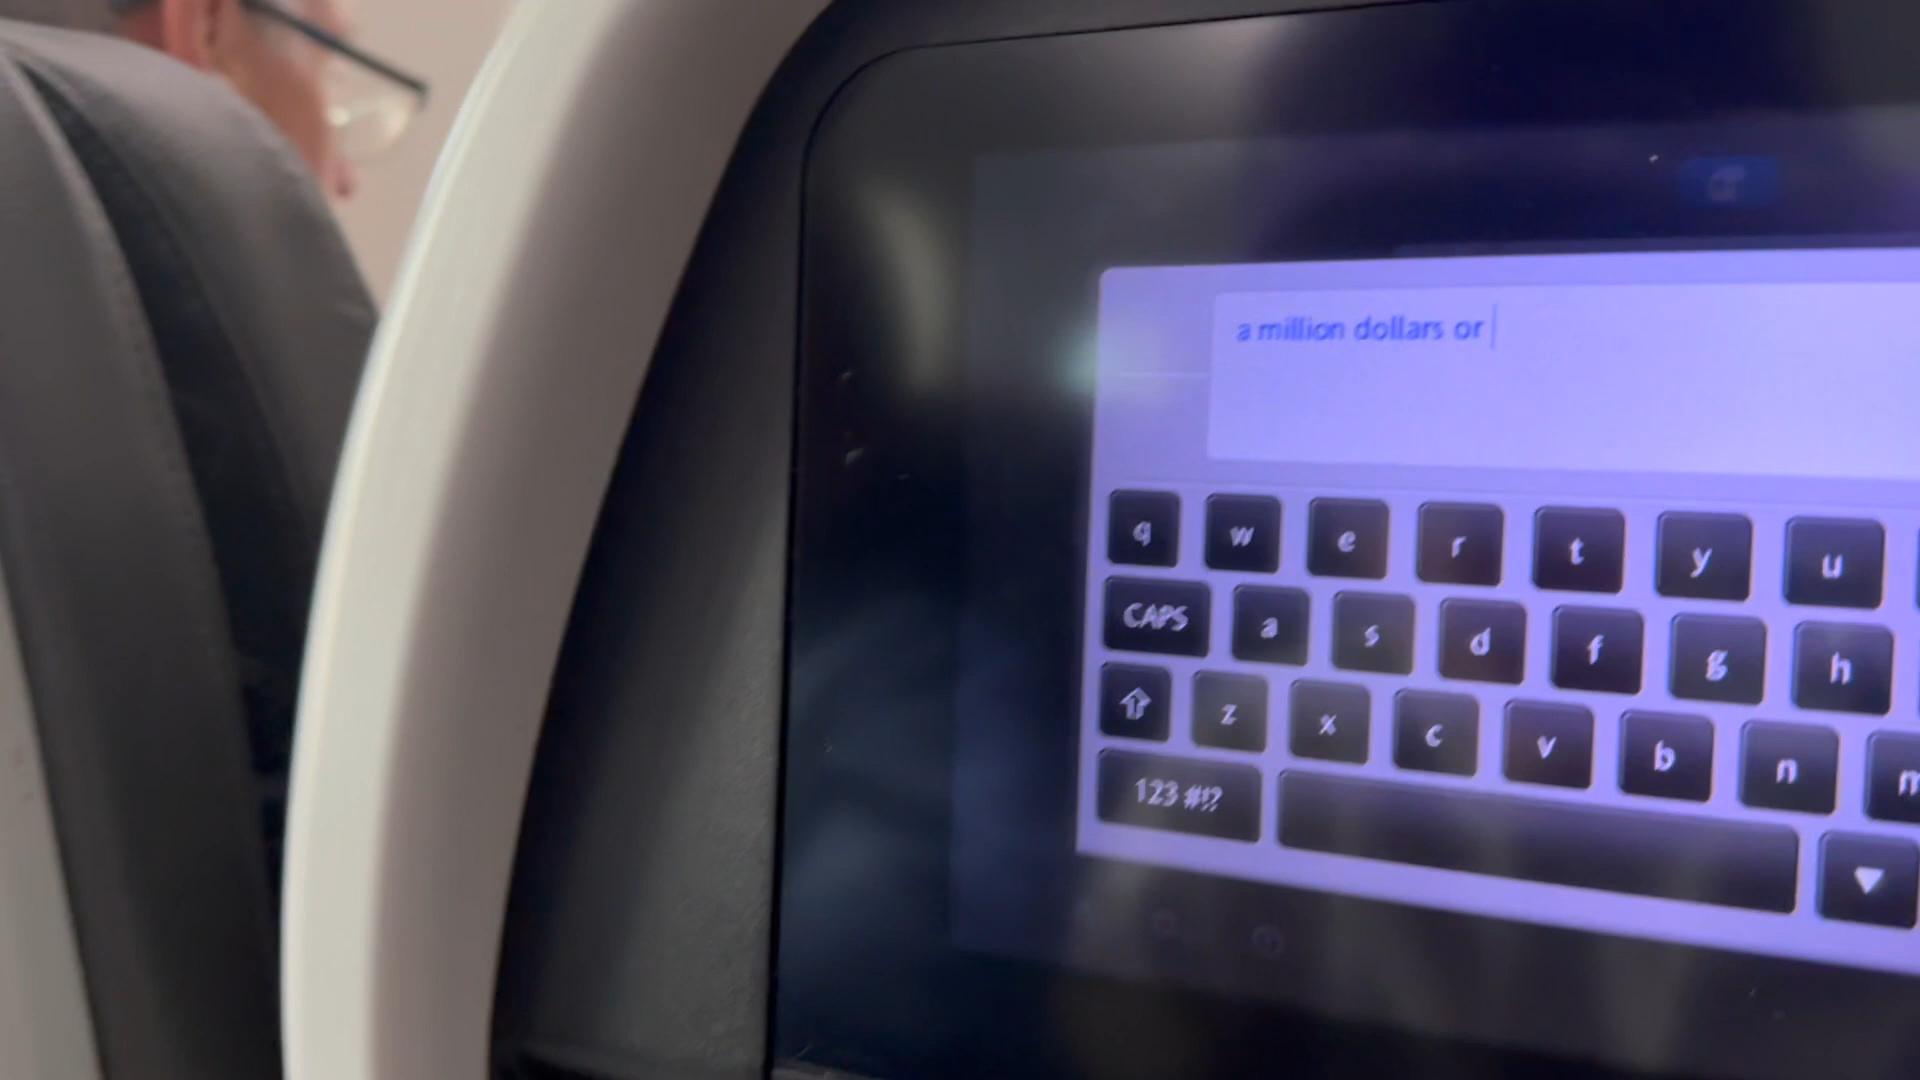 a million dollars or
q w e r t y u
CAPS a s d f g h
z x c v b n m
123 #!?